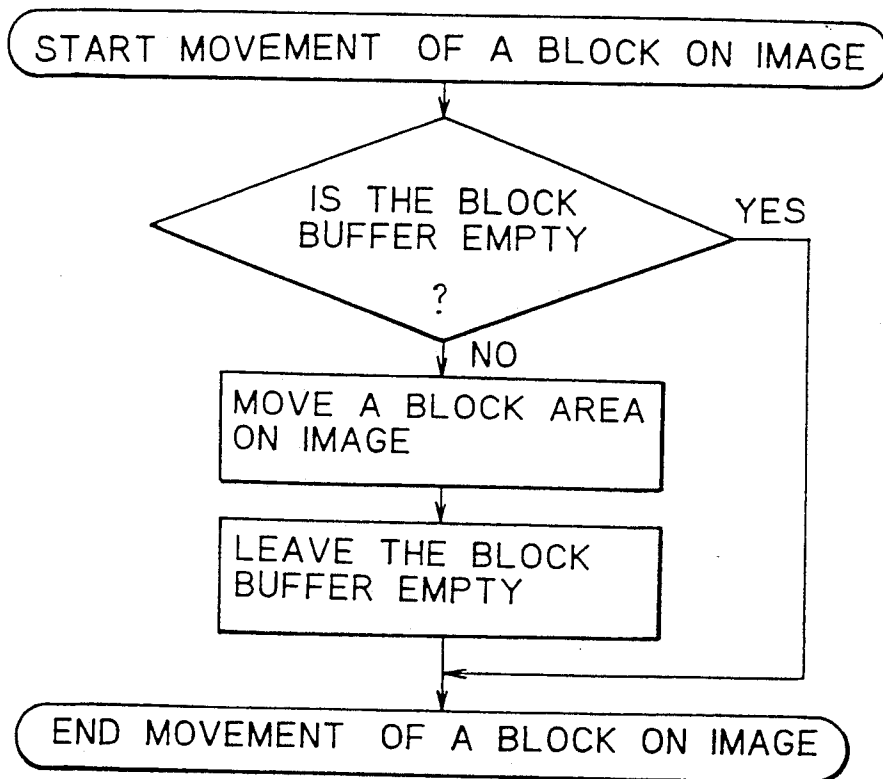 START MOVEMENT OF A BLOCK ON IMAGE
IS THE BLOCK
BUFFER EMPTY
?
YES
NO
MOVE A BLOCK AREA
ON IMAGE
LEAVE THE BLOCK
BUFFER EMPTY
END MOVEMENT OF A BLOCK ON IMAGE